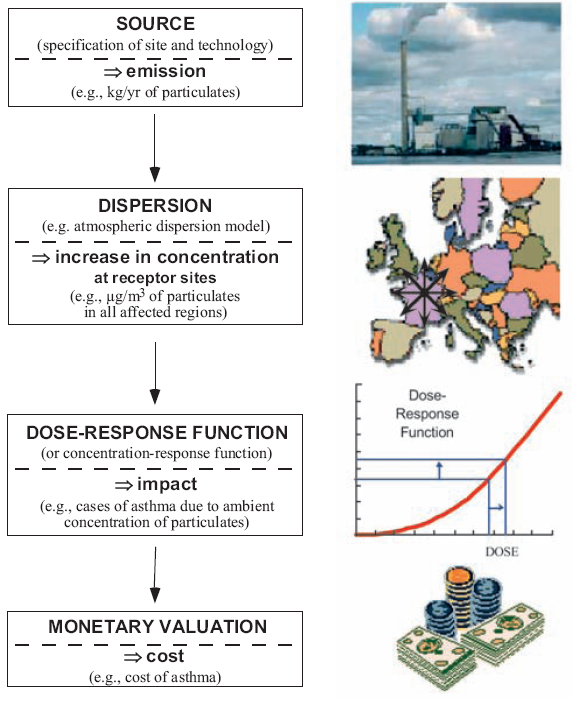 SOURCE
(specification of site and technology)
⇒ emission
(e.g., kg/yr of particulates)
DISPERSION
(e.g. atmospheric dispersion model)
⇒ increase in concentration
at receptor sites
(e.g., µg/m³ of particulates
in all affected regions)
DOSE-RESPONSE FUNCTION
(or concentration-response function)
⇒ impact
(e.g., cases of asthma due to ambient
concentration of particulates)
MONETARY VALUATION
⇒ cost
(e.g., cost of asthma)
Dose-
Response
Function
DOSE